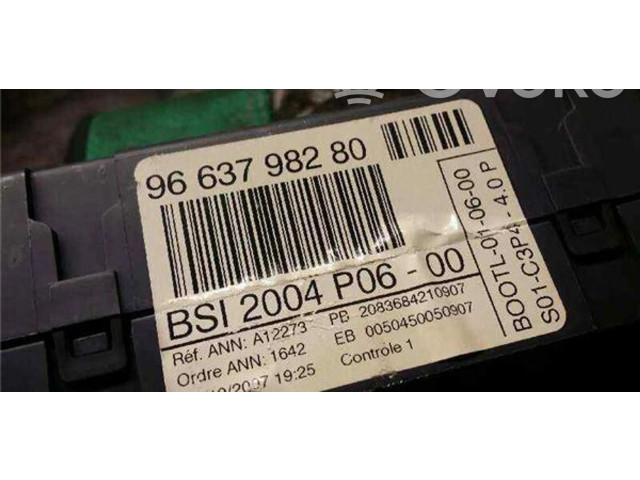 96 637 982 80
BSI 2004 P06 - 00
Réf. ANN: A12273 PB 2083684210907
Ordre ANN: 1642 EB 0050450050907
/2007 19:25 Controle 1
BOOTL-01-06-00
S01-C3P4 - 4.0 P